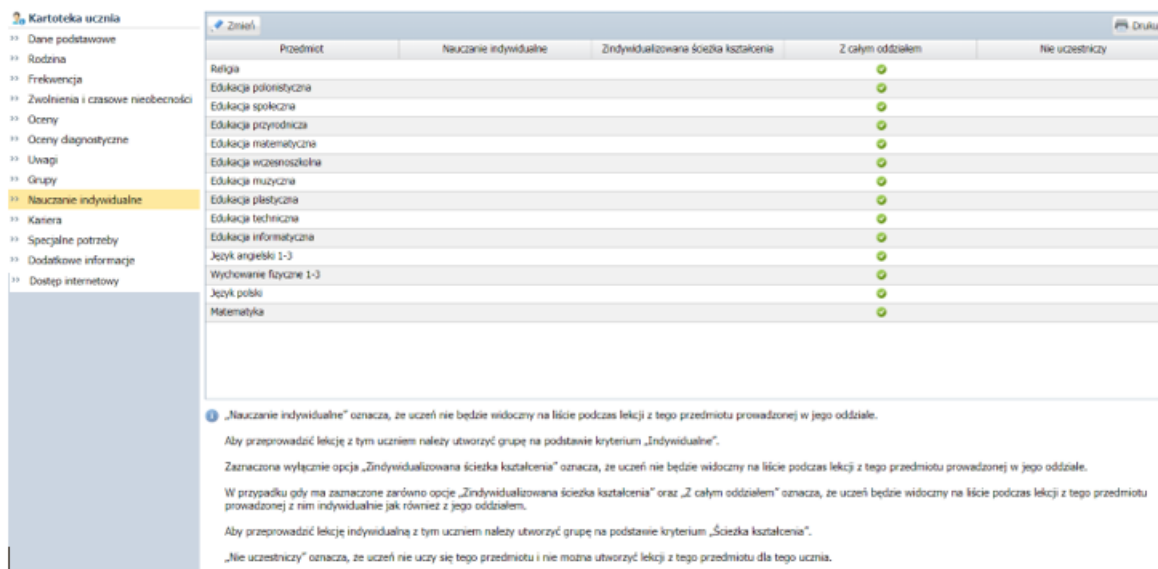 Kartoteka ucznia
Dane podstawowe
Rodzina
Frekwencja
Zwolnienia i czasowe nieobecności
Oceny
Oceny diagnostyczne
Uwagi
Grupy
Nauczanie indywidualne
Kariera
Specjalne potrzeby
Dodatkowe informacje
Dostęp internetowy
Zmień
Druku
Przedmiot Nauczanie indywidualne Zindywidualizowana ścieżka kształcenia Z całym oddziałem Nie uczestniczy
Religia
Edukacja polonistyczna
Edukacja społeczna
Edukacja przyrodnicza
Edukacja matematyczna
Edukacja wczesnoszkolna
Edukacja muzyczna
Edukacja plastyczna
Edukacja techniczna
Edukacja informatyczna
Język angielski 1-3
Wychowanie fizyczne 1-3
Język polski
Matematyka
„Nauczanie indywidualne” oznacza, że uczeń nie będzie widoczny na liście podczas lekcji z tego przedmiotu prowadzonej w jego oddziale.
Aby przeprowadzić lekcję z tym uczniem należy utworzyć grupę na podstawie kryterium „Indywidualne”.
Zaznaczona wyłącznie opcja „Zindywidualizowana ścieżka kształcenia” oznacza, że uczeń nie będzie widoczny na liście podczas lekcji z tego przedmiotu prowadzonej w jego oddziale.
W przypadku gdy ma zaznaczone zarówno opcje „Zindywidualizowana ścieżka kształcenia” oraz „Z całym oddziałem” oznacza, że uczeń będzie widoczny na liście podczas lekcji z tego przedmiotu
prowadzonej z nim indywidualnie jak również z jego oddziałem.
Aby przeprowadzić lekcję indywidualną z tym uczniem należy utworzyć grupę na podstawie kryterium „Ścieżka kształcenia”.
„Nie uczestniczy” oznacza, że uczeń nie uczy się tego przedmiotu i nie można utworzyć lekcji z tego przedmiotu dla tego ucznia.